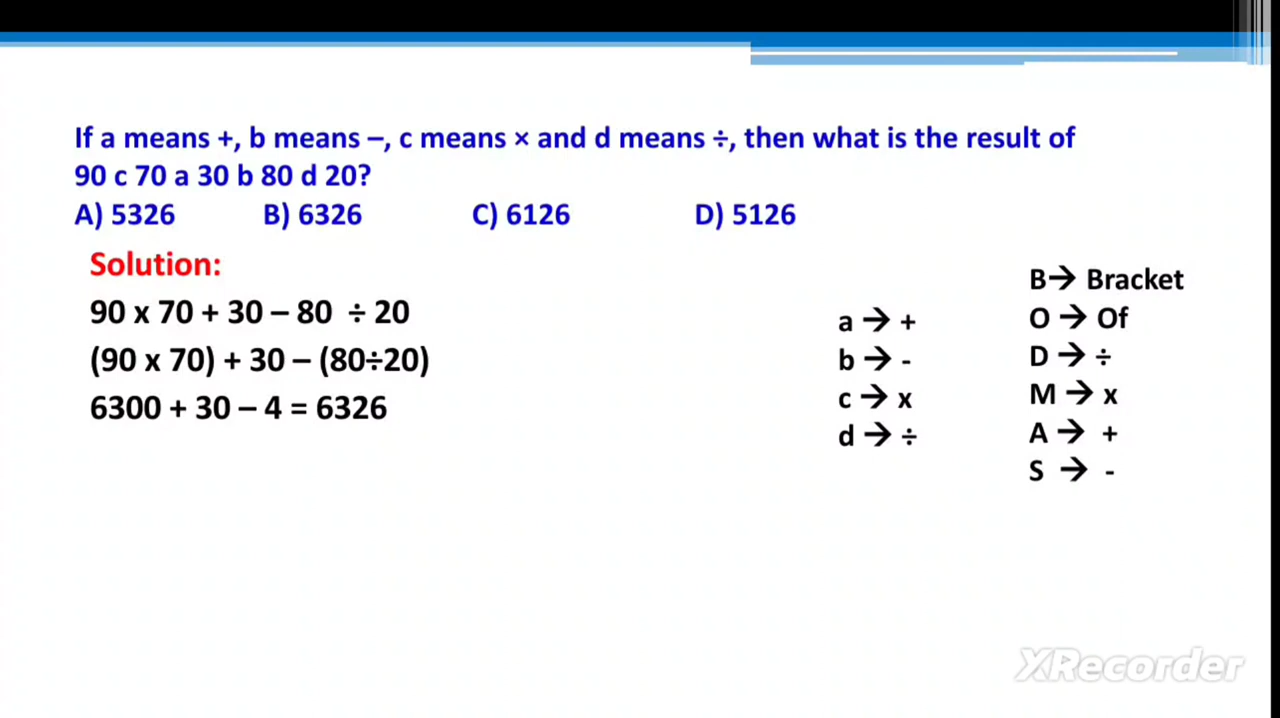 If a means +, b means –, c means × and d means ÷, then what is the result of
90 c 70 a 30 b 80 d 20?
A) 5326 B) 6326 C) 6126 D) 5126
Solution:
90 x 70 + 30 – 80 ÷ 20
(90 x 70) + 30 – (80÷20)
6300 + 30 – 4 = 6326
a → +
b → -
c → x
d → ÷
B→ Bracket
O → Of
D → ÷
M → x
A → +
S → -
XRecorder